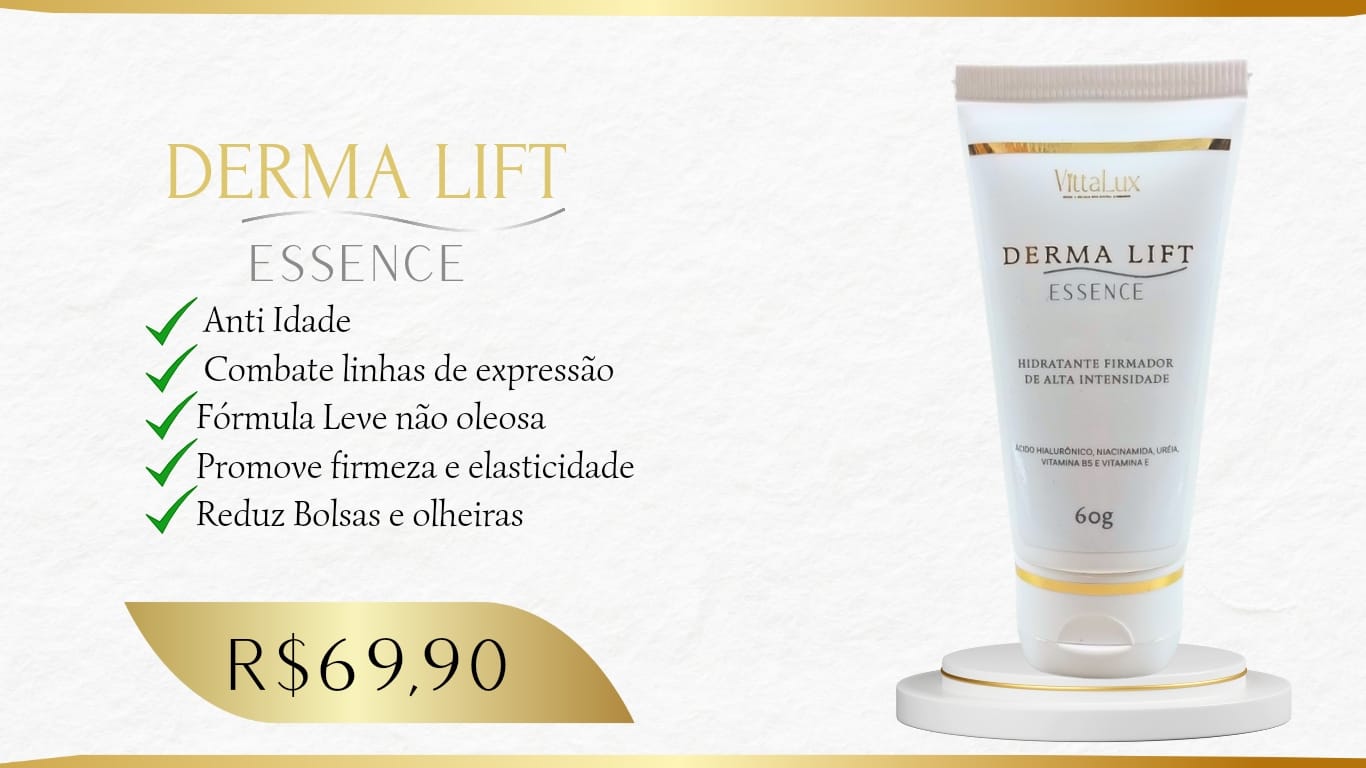 DERMA LIFT
ESSENCE
Anti Idade
Combate linhas de expressão
Fórmula Leve não oleosa
Promove firmeza e elasticidade
Reduz Bolsas e olheiras
R$69,90
VittaLux
DERMA LIFT
ESSENCE
HIDRATANTE FIRMADOR
DE ALTA INTENSIDADE
ÁCIDO HIALURÔNICO, NIACINAMIDA, URÉIA,
VITAMINA B5 E VITAMINA E
60g